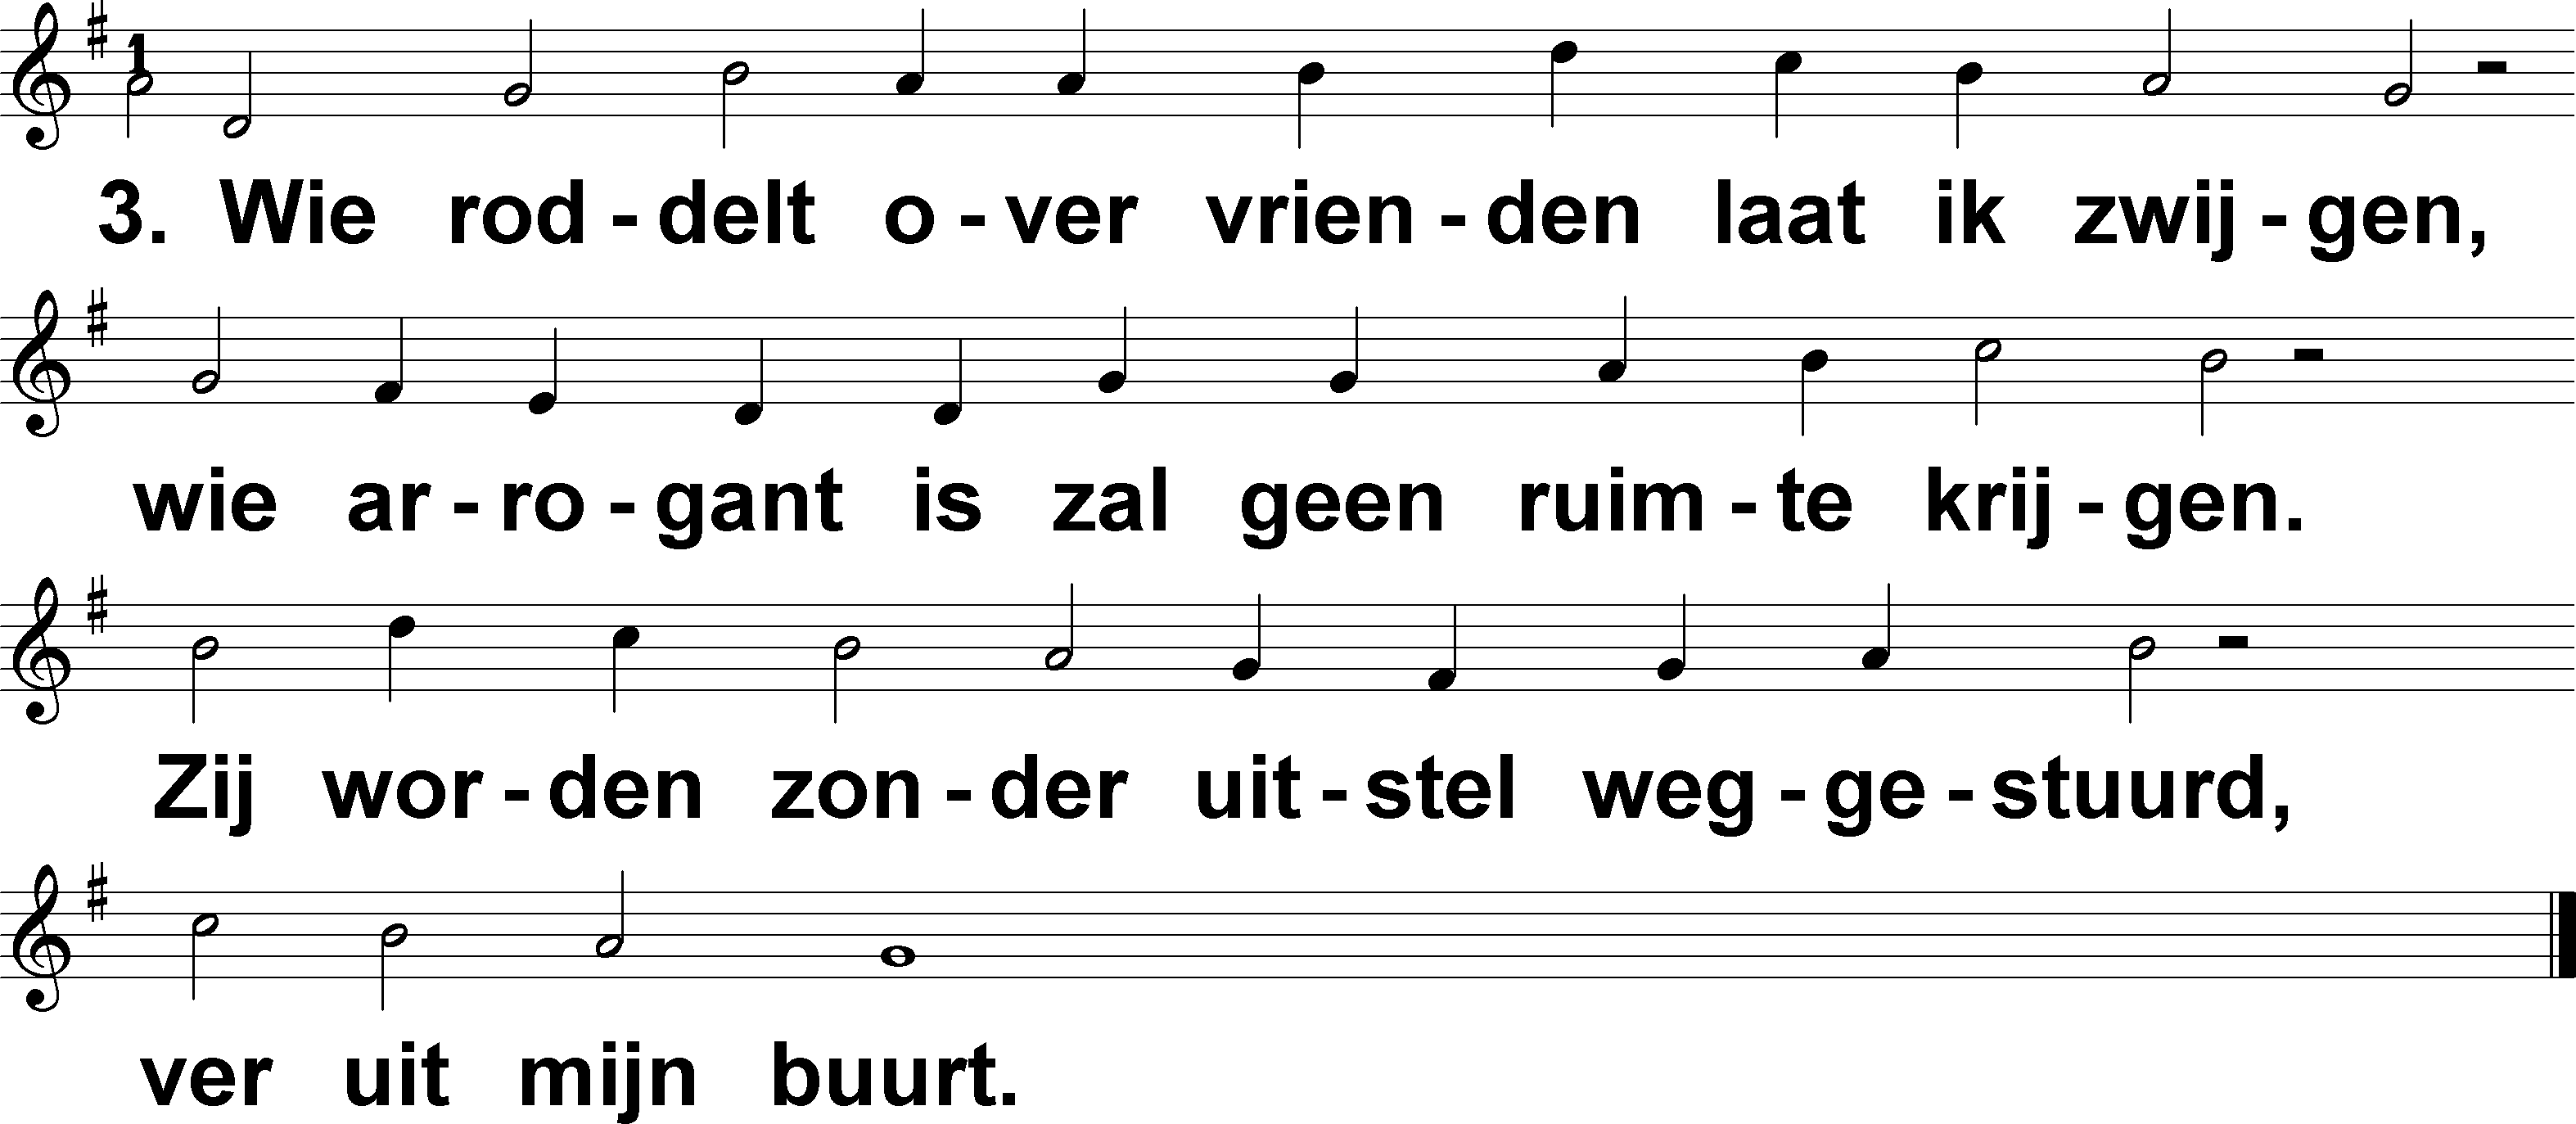 1
3. Wie rod - delt o - ver vrien - den laat ik zwij - gen,
wie ar - ro - gant is zal geen ruim - te krij - gen.
Zij wor - den zon - der uit - stel weg - ge - stuurd,
ver uit mijn buurt.